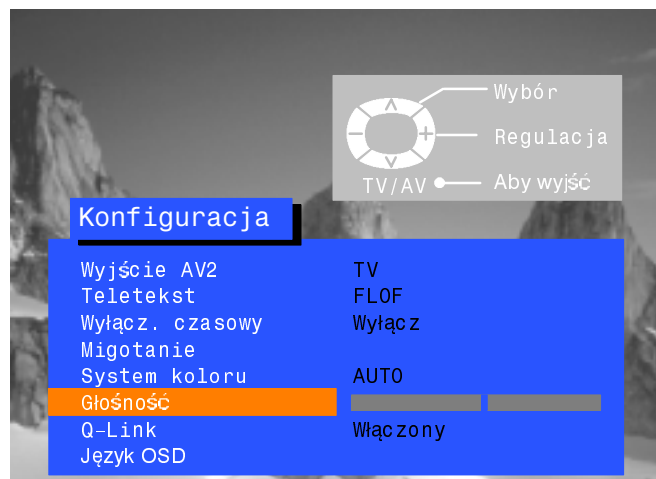 Wybór
Regulacja
TV/AV Aby wyjść
Konfiguracja
Wyjście AV2 TV
Teletekst FLOF
Wyłącz. czasowy Wyłącz
Migotanie
System koloru AUTO
Głośność
Q-Link Włączony
Język OSD